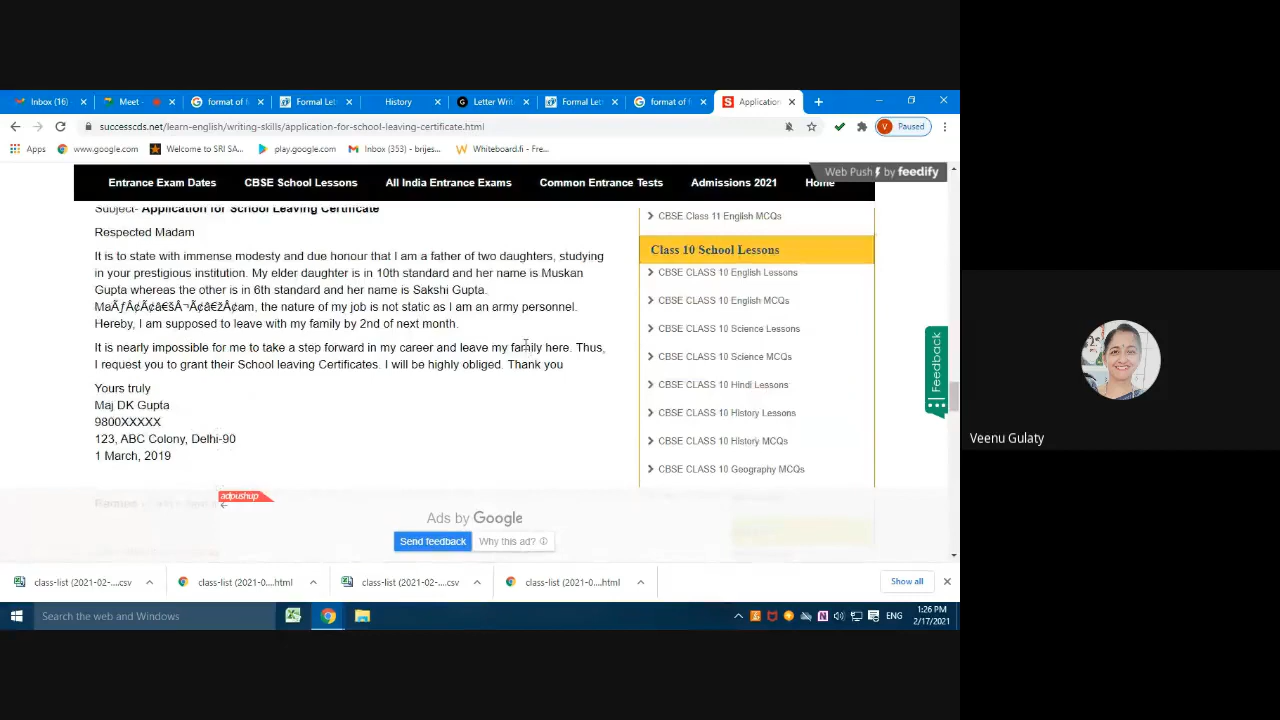 Inbox (16)
Meet
format of f
Formal Lett
History
Letter Writ
Formal Lett
format of f
Application
successcds.net/learn-english/writing-skills/application-for-school-leaving-certificate.html
Paused
Apps
www.google.com
Welcome to SRI SA...
play.google.com
Inbox (353) - brijes...
Whiteboard.fi - Fre...
Web Push by feedify
Entrance Exam Dates
CBSE School Lessons
All India Entrance Exams
Common Entrance Tests
Admissions 2021
Home
Subject- Application for School Leaving Certificate
Respected Madam
It is to state with immense modesty and due honour that I am a father of two daughters, studying
in your prestigious institution. My elder daughter is in 10th standard and her name is Muskan
Gupta whereas the other is in 6th standard and her name is Sakshi Gupta.
MaÃƒÂ¢Ã¢â€šÂ¬Ã¢â€žÂ¢am, the nature of my job is not static as I am an army personnel.
Hereby, I am supposed to leave with my family by 2nd of next month.
It is nearly impossible for me to take a step forward in my career and leave my family here. Thus,
I request you to grant their School leaving Certificates. I will be highly obliged. Thank you
Yours truly
Maj DK Gupta
9800XXXXX
123, ABC Colony, Delhi-90
1 March, 2019
CBSE Class 11 English MCQs
Class 10 School Lessons
CBSE CLASS 10 English Lessons
CBSE CLASS 10 English MCQs
CBSE CLASS 10 Science Lessons
CBSE CLASS 10 Science MCQs
CBSE CLASS 10 Hindi Lessons
CBSE CLASS 10 History Lessons
CBSE CLASS 10 History MCQs
CBSE CLASS 10 Geography MCQs
Feedback
adpushup
Ads by Google
Send feedback
Why this ad?
class-list (2021-02-....csv
class-list (2021-0....html
class-list (2021-02-....csv
class-list (2021-0....html
Show all
Search the web and Windows
ENG
1:26 PM
2/17/2021
Veenu Gulaty